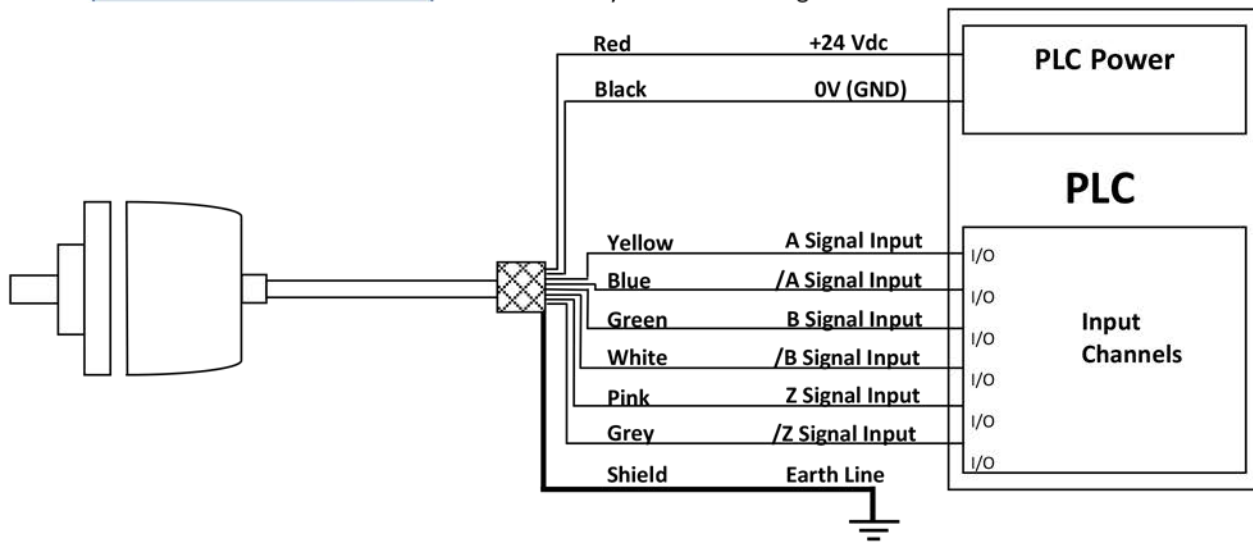 Red +24 Vdc
PLC Power
Black 0V (GND)
PLC
Yellow A Signal Input
I/O
Blue /A Signal Input
I/O
Green B Signal Input
I/O
Input
Channels
White /B Signal Input
I/O
Pink Z Signal Input
I/O
Grey /Z Signal Input
I/O
Shield Earth Line